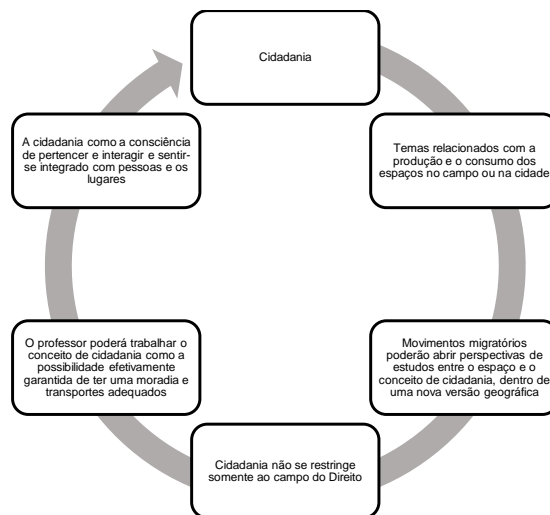 Cidadania
Temas relacionados com a
produção e o consumo dos
espaços no campo ou na cidade
Movimentos migratórios
poderão abrir perspectivas de
estudos entre o espaço e o
conceito de cidadania, dentro de
uma nova versão geográfica
Cidadania não se restringe
somente ao campo do Direito
O professor poderá trabalhar o
conceito de cidadania como a
possibilidade efetivamente
garantida de ter uma moradia e
transportes adequados
A cidadania como a consciência
de pertencer e interagir e sentir-
se integrado com pessoas e os
lugares